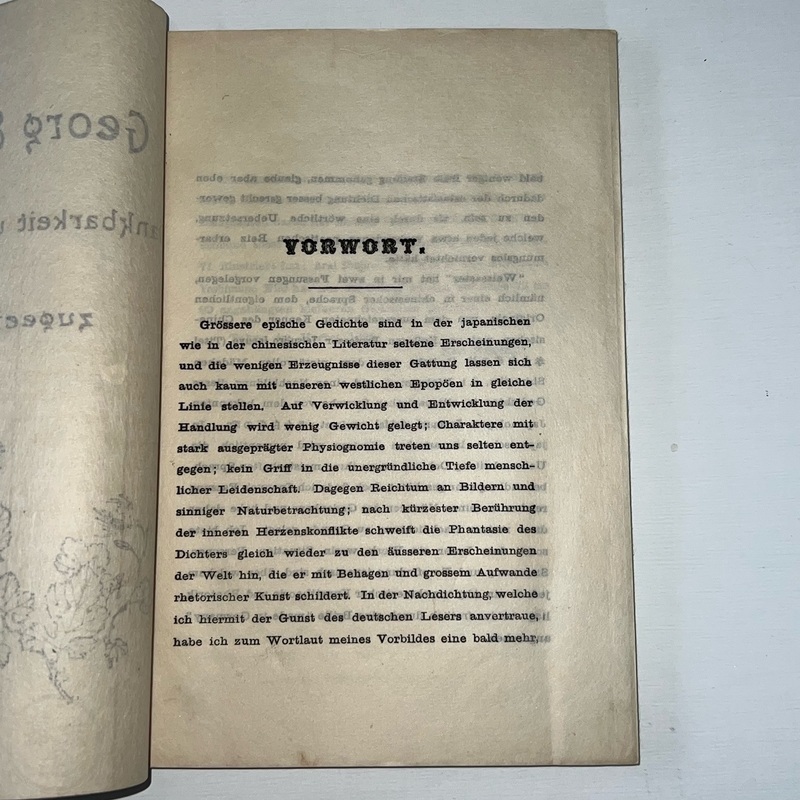 VORWORT.
Grössere epische Gedichte sind in der japanischen
wie in der chinesischen Literatur seltene Erscheinungen,
und die wenigen Erzeugnisse dieser Gattung lassen sich
auch kaum mit unseren westlichen Epopöen in gleiche
Linie stellen. Auf Verwicklung und Entwicklung der
Handlung wird wenig Gewicht gelegt; Charaktere mit
stark ausgeprägter Physiognomie treten uns selten ent-
gegen; kein Griff in die unergründliche Tiefe mensch-
licher Leidenschaft. Dagegen Reichtum an Bildern und
sinniger Naturbetrachtung; nach kürzester Berührung
der inneren Herzenskonflikte schweift die Phantasie des
Dichters gleich wieder zu den äusseren Erscheinungen
der Welt hin, die er mit Behagen und grossem Aufwande
rhetorischer Kunst schildert. In der Nachdichtung, welche
ich hiermit der Gunst des deutschen Lesers anvertraue,
habe ich zum Wortlaut meines Vorbildes eine bald mehr,